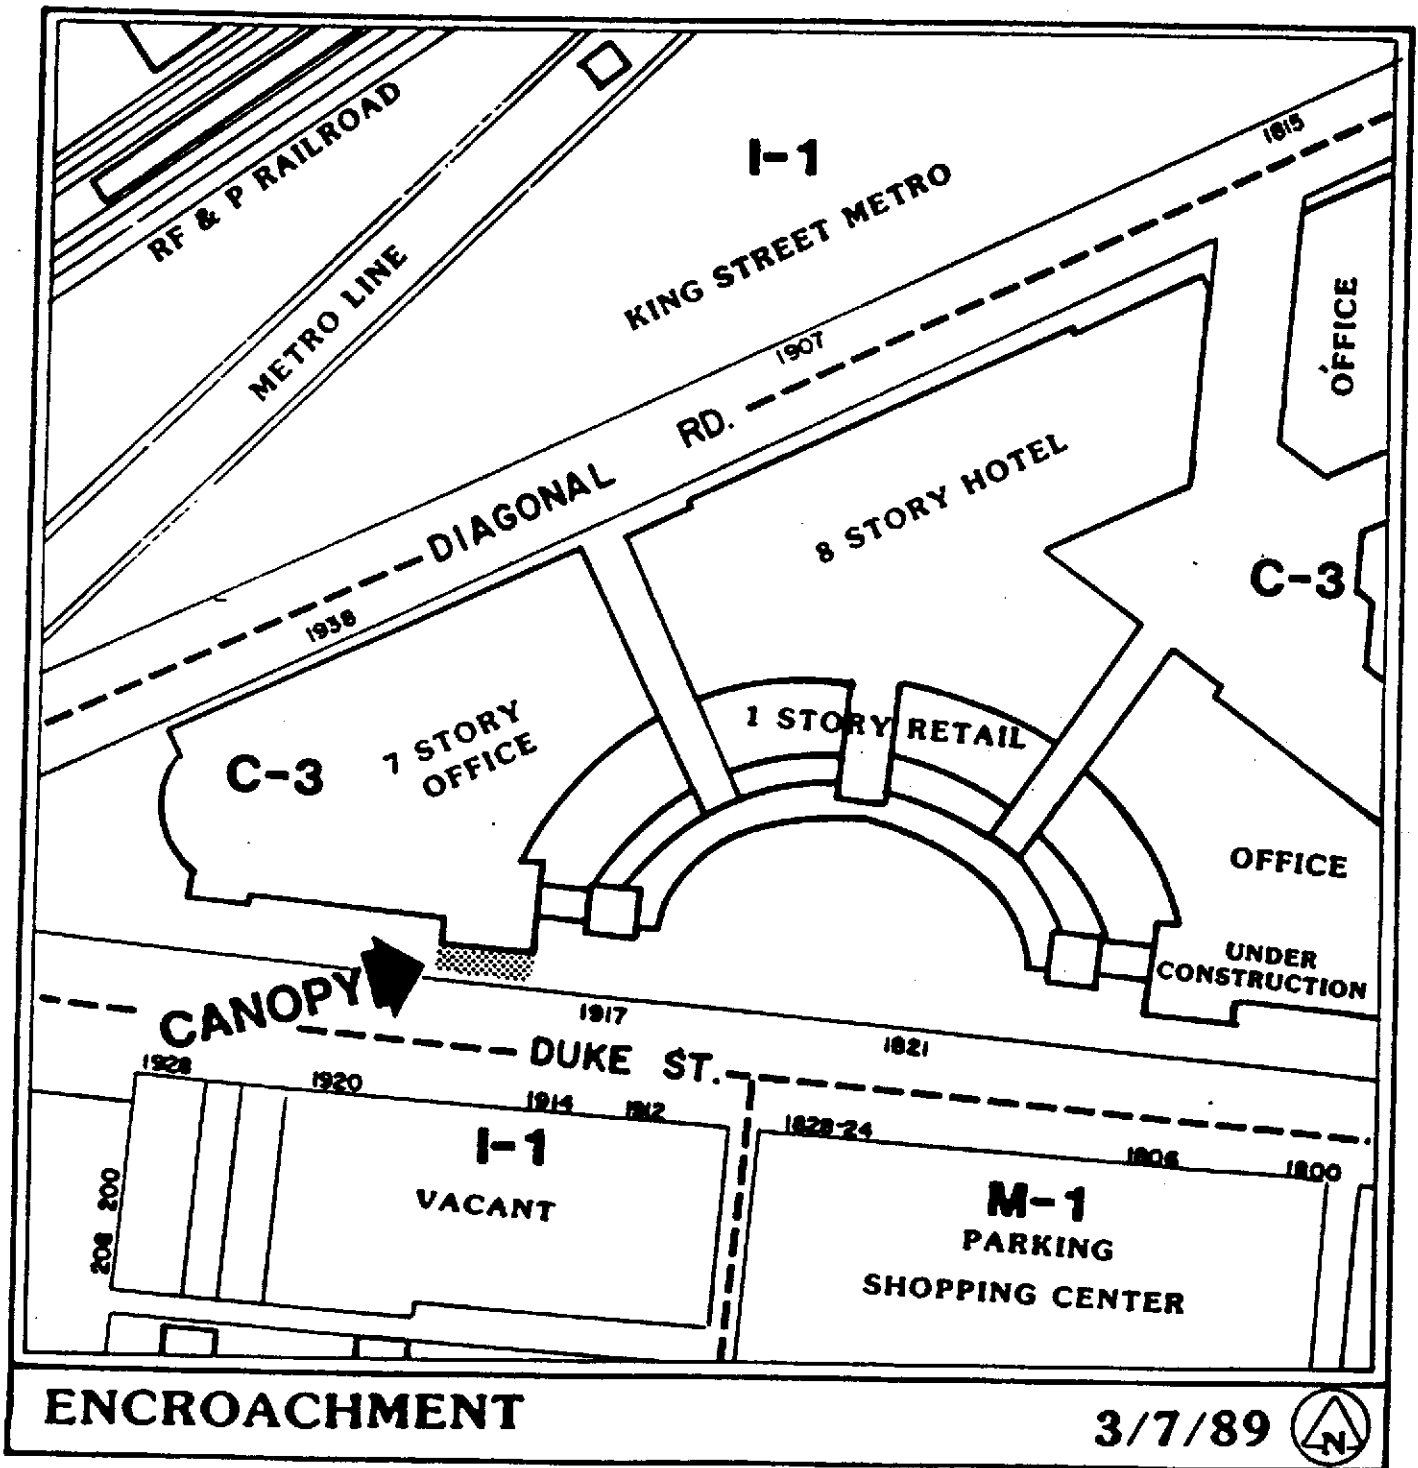 RF & P RAILROAD
METRO LINE
I-1
KING STREET METRO
1815
1907
DIAGONAL RD.
1938
OFFICE
8 STORY HOTEL
C-3
1 STORY RETAIL
7 STORY
OFFICE
C-3
OFFICE
UNDER
CONSTRUCTION
CANOPY
1917
1821
DUKE ST.
1928
1920
1914
1912
1828-24
1806
1800
I-1
VACANT
200
208
M-1
PARKING
SHOPPING CENTER
ENCROACHMENT
3/7/89
N